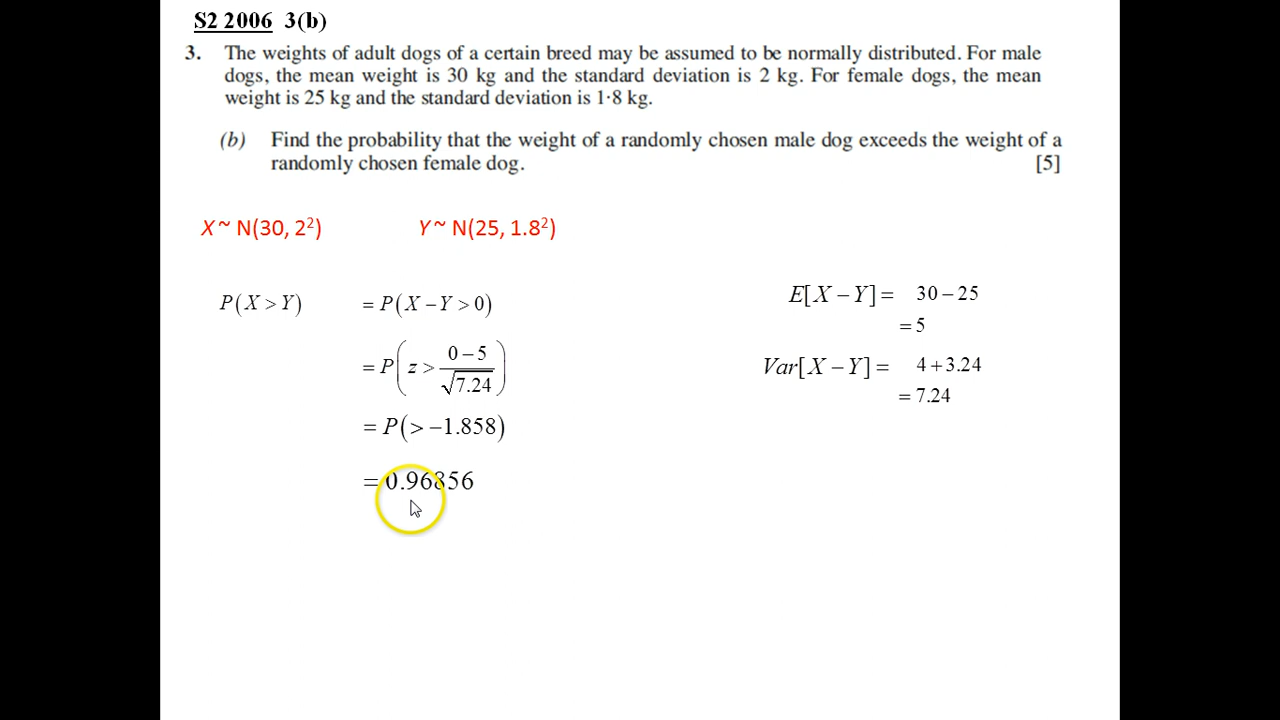 S2 2006 3(b)
3. The weights of adult dogs of a certain breed may be assumed to be normally distributed. For male
dogs, the mean weight is 30 kg and the standard deviation is 2 kg. For female dogs, the mean
weight is 25 kg and the standard deviation is 1·8 kg.
(b) Find the probability that the weight of a randomly chosen male dog exceeds the weight of a
randomly chosen female dog. [5]
X ~ N(30, 2²) Y ~ N(25, 1.8²)
P(X > Y) = P(X − Y > 0)
= P(z > (0 − 5)/√7.24)
= P(> −1.858)
= 0.96856
E[X − Y] = 30 − 25
= 5
Var[X − Y] = 4 + 3.24
= 7.24